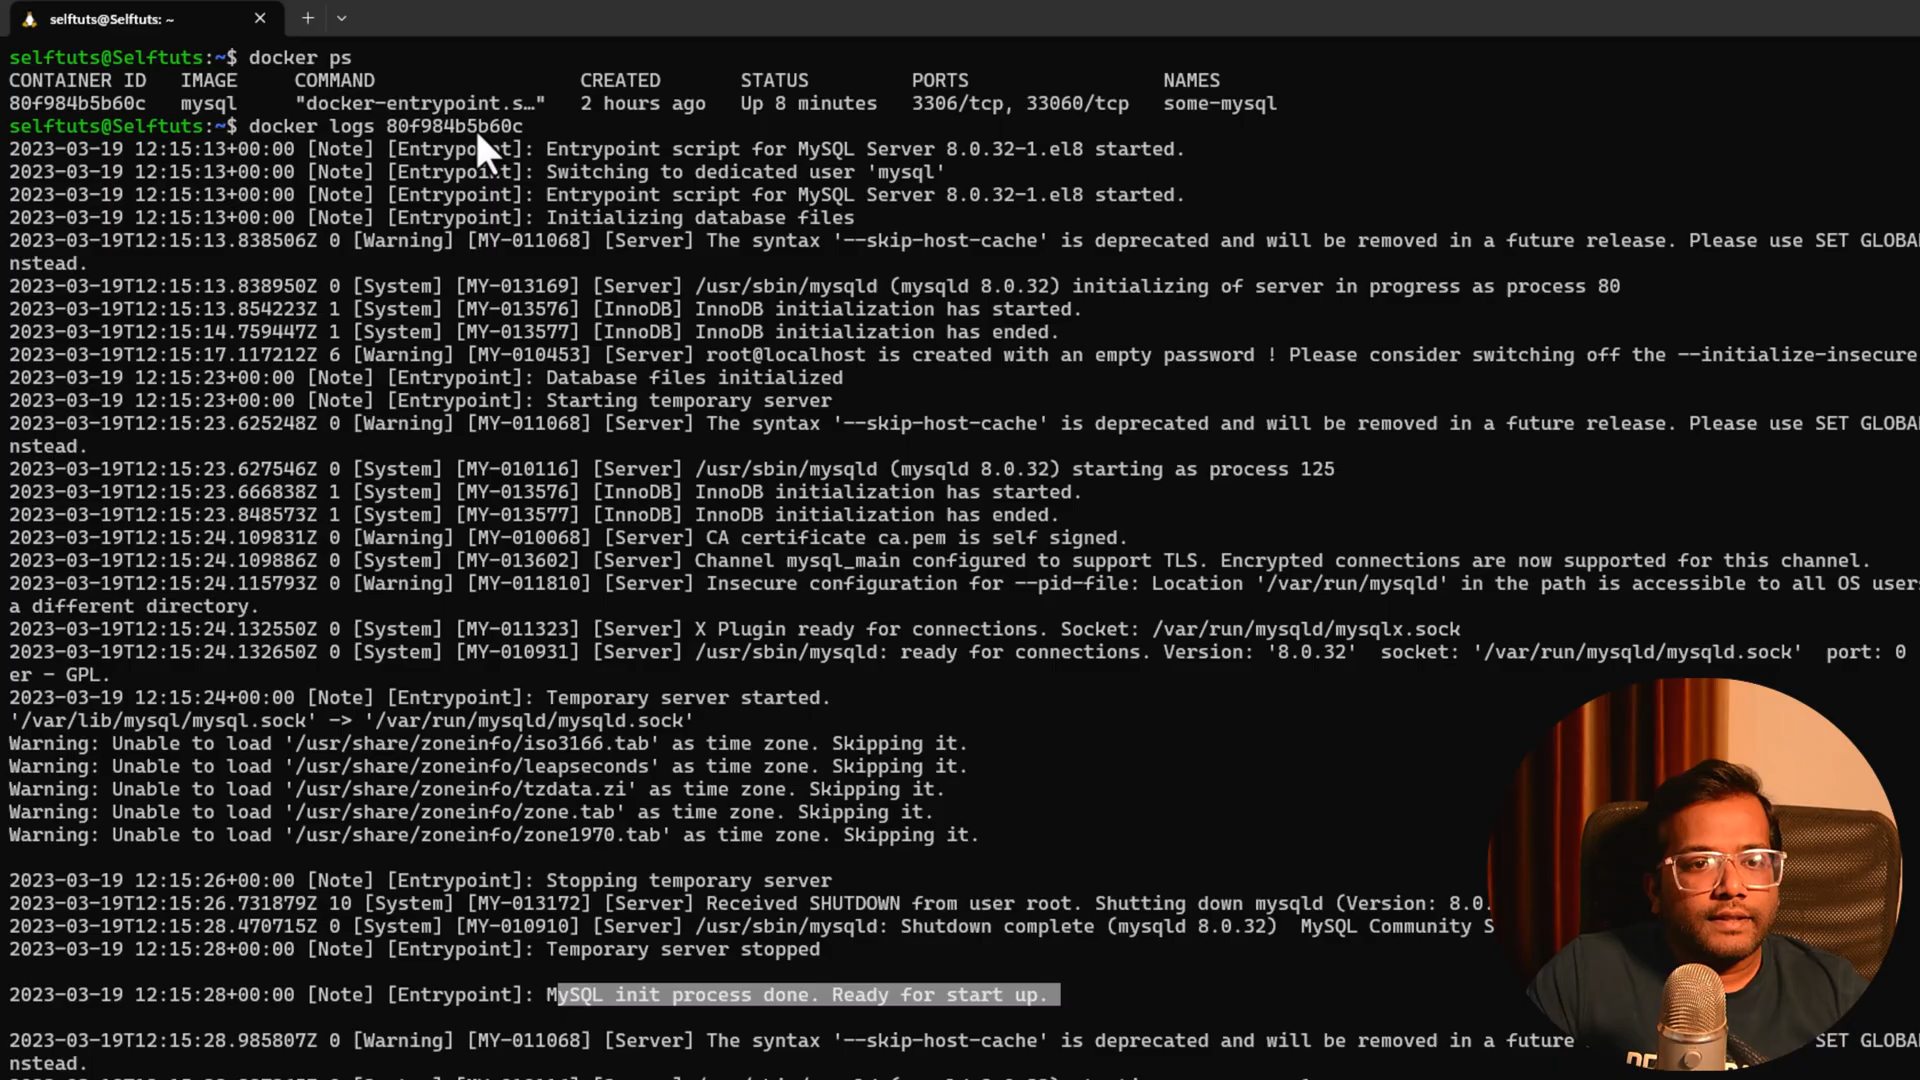 selftuts@Selftuts: ~
selftuts@Selftuts:~$ docker ps
CONTAINER ID   IMAGE     COMMAND                  CREATED       STATUS         PORTS                 NAMES
80f984b5b60c   mysql     "docker-entrypoint.s…"   2 hours ago   Up 8 minutes   3306/tcp, 33060/tcp   some-mysql
selftuts@Selftuts:~$ docker logs 80f984b5b60c
2023-03-19 12:15:13+00:00 [Note] [Entrypoint]: Entrypoint script for MySQL Server 8.0.32-1.el8 started.
2023-03-19 12:15:13+00:00 [Note] [Entrypoint]: Switching to dedicated user 'mysql'
2023-03-19 12:15:13+00:00 [Note] [Entrypoint]: Entrypoint script for MySQL Server 8.0.32-1.el8 started.
2023-03-19 12:15:13+00:00 [Note] [Entrypoint]: Initializing database files
2023-03-19T12:15:13.838506Z 0 [Warning] [MY-011068] [Server] The syntax '--skip-host-cache' is deprecated and will be removed in a future release. Please use SET GLOBA
nstead.
2023-03-19T12:15:13.838950Z 0 [System] [MY-013169] [Server] /usr/sbin/mysqld (mysqld 8.0.32) initializing of server in progress as process 80
2023-03-19T12:15:13.854223Z 1 [System] [MY-013576] [InnoDB] InnoDB initialization has started.
2023-03-19T12:15:14.759447Z 1 [System] [MY-013577] [InnoDB] InnoDB initialization has ended.
2023-03-19T12:15:17.117212Z 6 [Warning] [MY-010453] [Server] root@localhost is created with an empty password ! Please consider switching off the --initialize-insecure
2023-03-19 12:15:23+00:00 [Note] [Entrypoint]: Database files initialized
2023-03-19 12:15:23+00:00 [Note] [Entrypoint]: Starting temporary server
2023-03-19T12:15:23.625248Z 0 [Warning] [MY-011068] [Server] The syntax '--skip-host-cache' is deprecated and will be removed in a future release. Please use SET GLOBA
nstead.
2023-03-19T12:15:23.627546Z 0 [System] [MY-010116] [Server] /usr/sbin/mysqld (mysqld 8.0.32) starting as process 125
2023-03-19T12:15:23.666838Z 1 [System] [MY-013576] [InnoDB] InnoDB initialization has started.
2023-03-19T12:15:23.848573Z 1 [System] [MY-013577] [InnoDB] InnoDB initialization has ended.
2023-03-19T12:15:24.109831Z 0 [Warning] [MY-010068] [Server] CA certificate ca.pem is self signed.
2023-03-19T12:15:24.109886Z 0 [System] [MY-013602] [Server] Channel mysql_main configured to support TLS. Encrypted connections are now supported for this channel.
2023-03-19T12:15:24.115793Z 0 [Warning] [MY-011810] [Server] Insecure configuration for --pid-file: Location '/var/run/mysqld' in the path is accessible to all OS users
a different directory.
2023-03-19T12:15:24.132550Z 0 [System] [MY-011323] [Server] X Plugin ready for connections. Socket: /var/run/mysqld/mysqlx.sock
2023-03-19T12:15:24.132650Z 0 [System] [MY-010931] [Server] /usr/sbin/mysqld: ready for connections. Version: '8.0.32'  socket: '/var/run/mysqld/mysqld.sock'  port: 0
er - GPL.
2023-03-19 12:15:24+00:00 [Note] [Entrypoint]: Temporary server started.
'/var/lib/mysql/mysql.sock' -> '/var/run/mysqld/mysqld.sock'
Warning: Unable to load '/usr/share/zoneinfo/iso3166.tab' as time zone. Skipping it.
Warning: Unable to load '/usr/share/zoneinfo/leapseconds' as time zone. Skipping it.
Warning: Unable to load '/usr/share/zoneinfo/tzdata.zi' as time zone. Skipping it.
Warning: Unable to load '/usr/share/zoneinfo/zone.tab' as time zone. Skipping it.
Warning: Unable to load '/usr/share/zoneinfo/zone1970.tab' as time zone. Skipping it.
2023-03-19 12:15:26+00:00 [Note] [Entrypoint]: Stopping temporary server
2023-03-19T12:15:26.731879Z 10 [System] [MY-013172] [Server] Received SHUTDOWN from user root. Shutting down mysqld (Version: 8.0.
2023-03-19T12:15:28.470715Z 0 [System] [MY-010910] [Server] /usr/sbin/mysqld: Shutdown complete (mysqld 8.0.32)  MySQL Community S
2023-03-19 12:15:28+00:00 [Note] [Entrypoint]: Temporary server stopped
2023-03-19 12:15:28+00:00 [Note] [Entrypoint]: MySQL init process done. Ready for start up.
2023-03-19T12:15:28.985807Z 0 [Warning] [MY-011068] [Server] The syntax '--skip-host-cache' is deprecated and will be removed in a future SET GLOBA
nstead.